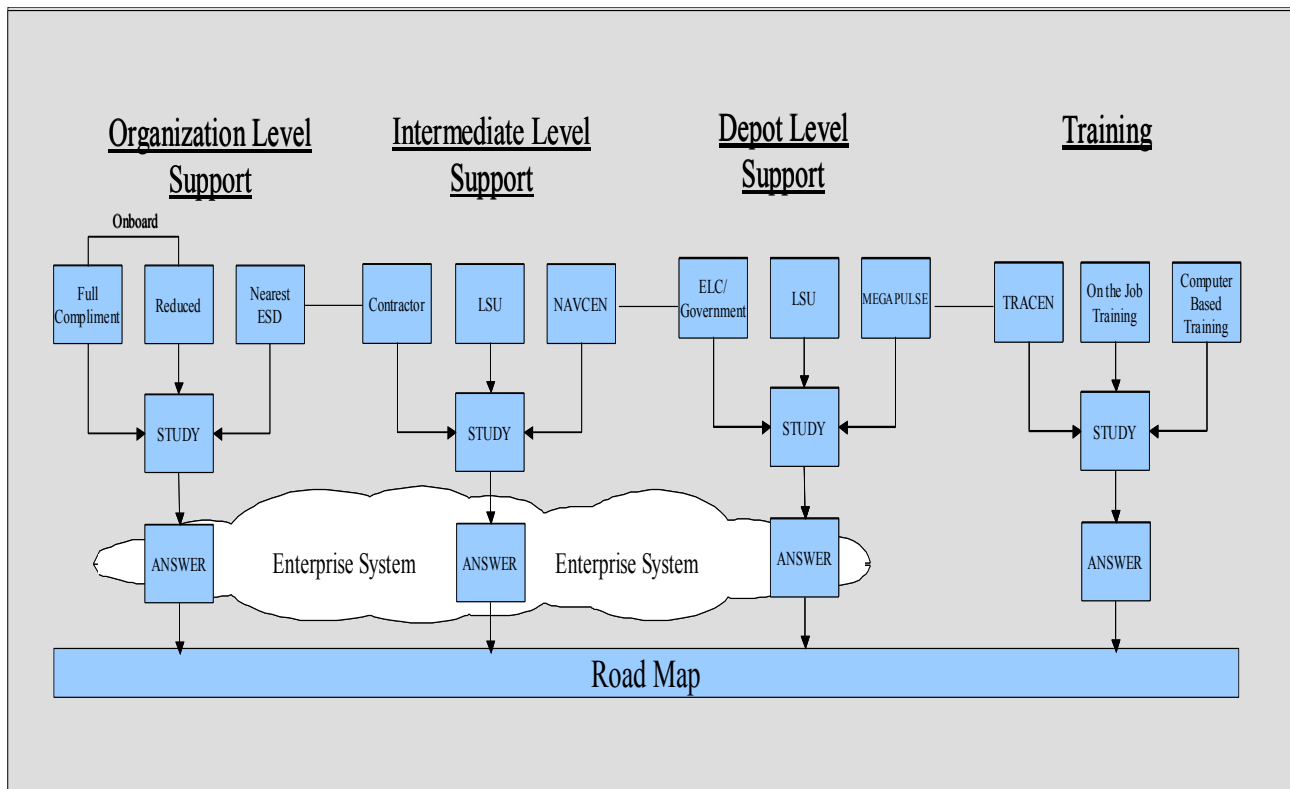 Organization Level
Support
Intermediate Level
Support
Depot Level
Support
Training
Onboard
Full
Compliment
Reduced
Nearest
ESD
Contractor
LSU
NAVCEN
ELC/
Government
LSU
MEGAPULSE
TRACEN
On the Job
Training
Computer
Based
Training
STUDY
STUDY
STUDY
STUDY
ANSWER
Enterprise System
ANSWER
Enterprise System
ANSWER
ANSWER
Road Map